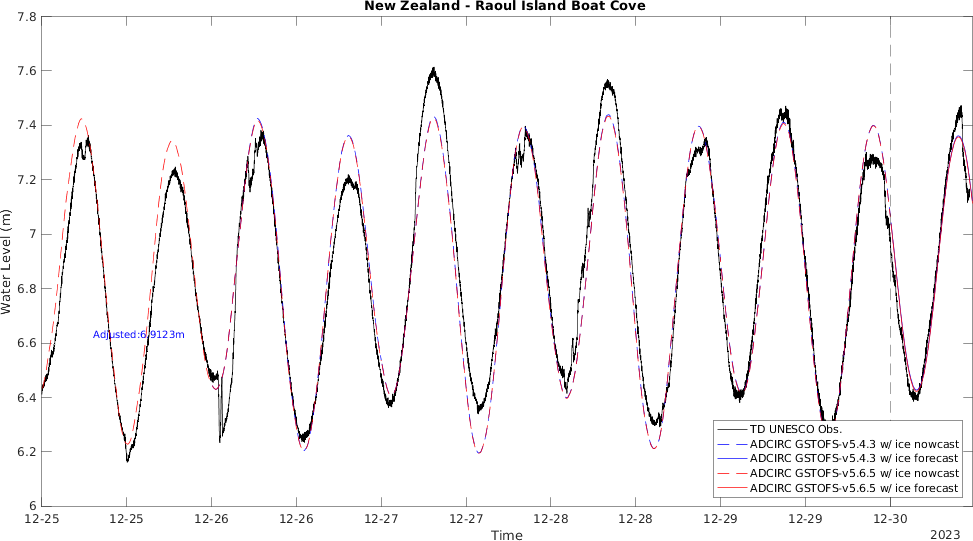 New Zealand - Raoul Island Boat Cove
7.8
7.6
7.4
7.2
7
6.8
6.6
6.4
6.2
6
Water Level (m)
Adjusted:6.9123m
TD UNESCO Obs.
ADCIRC GSTOFS-v5.4.3 w/ ice nowcast
ADCIRC GSTOFS-v5.4.3 w/ ice forecast
ADCIRC GSTOFS-v5.6.5 w/ ice nowcast
ADCIRC GSTOFS-v5.6.5 w/ ice forecast
12-25 12-25 12-26 12-26 12-27 12-27 12-28 12-28 12-29 12-29 12-30
Time
2023